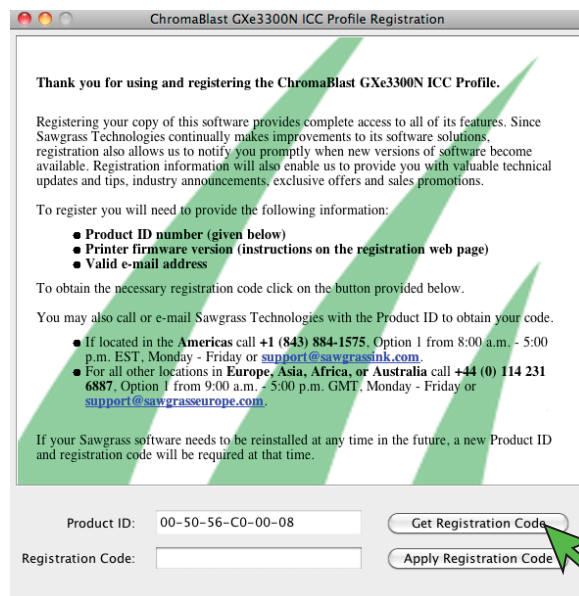 ChromaBlast GXe3300N ICC Profile Registration
Thank you for using and registering the ChromaBlast GXe3300N ICC Profile.
Registering your copy of this software provides complete access to all of its features. Since
Sawgrass Technologies continually makes improvements to its software solutions,
registration also allows us to notify you promptly when new versions of software become
available. Registration information will also enable us to provide you with valuable technical
updates and tips, industry announcements, exclusive offers and sales promotions.
To register you will need to provide the following information:
Product ID number (given below)
Printer firmware version (instructions on the registration web page)
Valid e-mail address
To obtain the necessary registration code click on the button provided below.
You may also call or e-mail Sawgrass Technologies with the Product ID to obtain your code.
If located in the Americas call +1 (843) 884-1575, Option 1 from 8:00 a.m. - 5:00
p.m. EST, Monday - Friday or support@sawgrassink.com.
For all other locations in Europe, Asia, Africa, or Australia call +44 (0) 114 231
6887, Option 1 from 9:00 a.m. - 5:00 p.m. GMT, Monday - Friday or
support@sawgrasseurope.com.
If your Sawgrass software needs to be reinstalled at any time in the future, a new Product ID
and registration code will be required at that time.
Product ID: 00-50-56-C0-00-08 Get Registration Code
Registration Code: Apply Registration Code